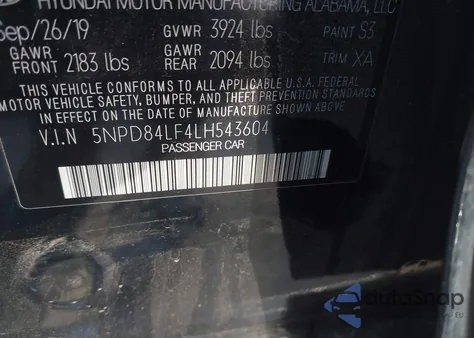 HYUNDAI MOTOR MANUFACTURING ALABAMA, LLC
Sep/26/19 GVWR 3924 lbs PAINT S3
GAWR FRONT 2183 lbs GAWR REAR 2094 lbs TRIM XA
THIS VEHICLE CONFORMS TO ALL APPLICABLE U.S.A. FEDERAL
MOTOR VEHICLE SAFETY, BUMPER, AND THEFT PREVENTION STANDARDS
IN EFFECT ON THE DATE OF MANUFACTURE SHOWN ABOVE.
V.I.N 5NPD84LF4LH543604
PASSENGER CAR
autoSnap